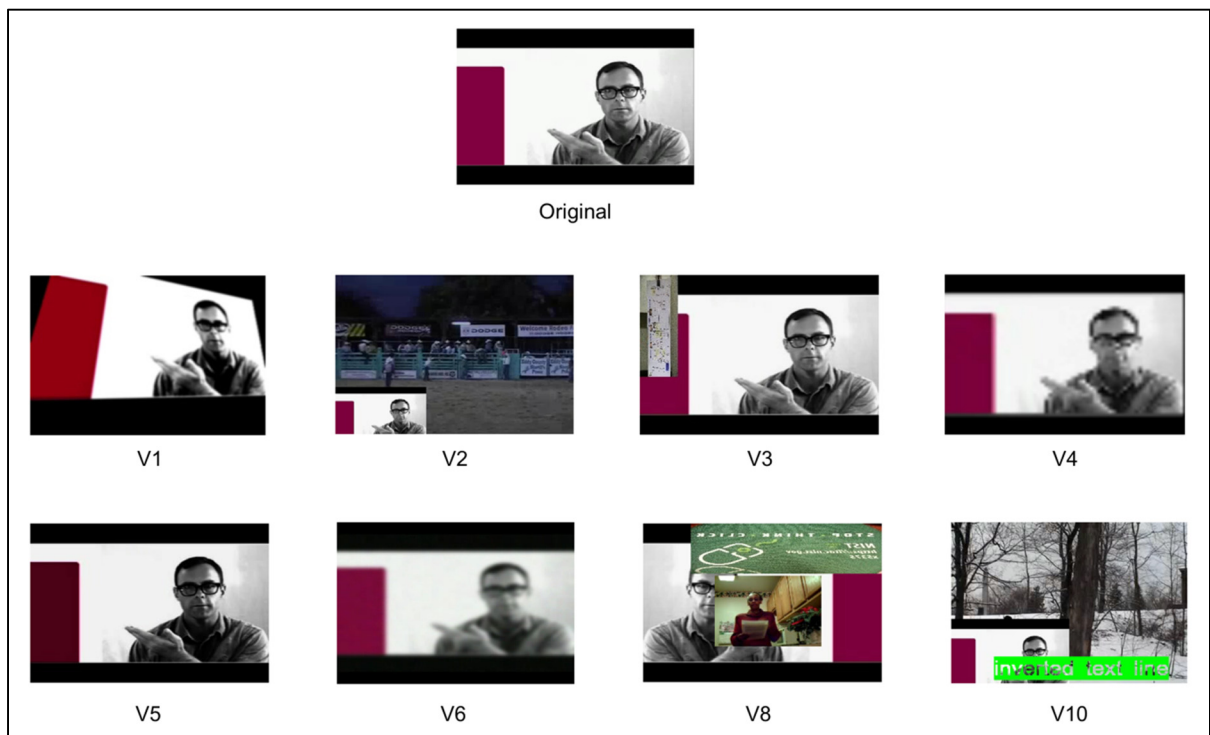 Original
DODGE
Welcome Rodeo
V1
V2
V3
V4
STOP · THINK · CLICK
NIST
V5
V6
V8
inverted text line
V10